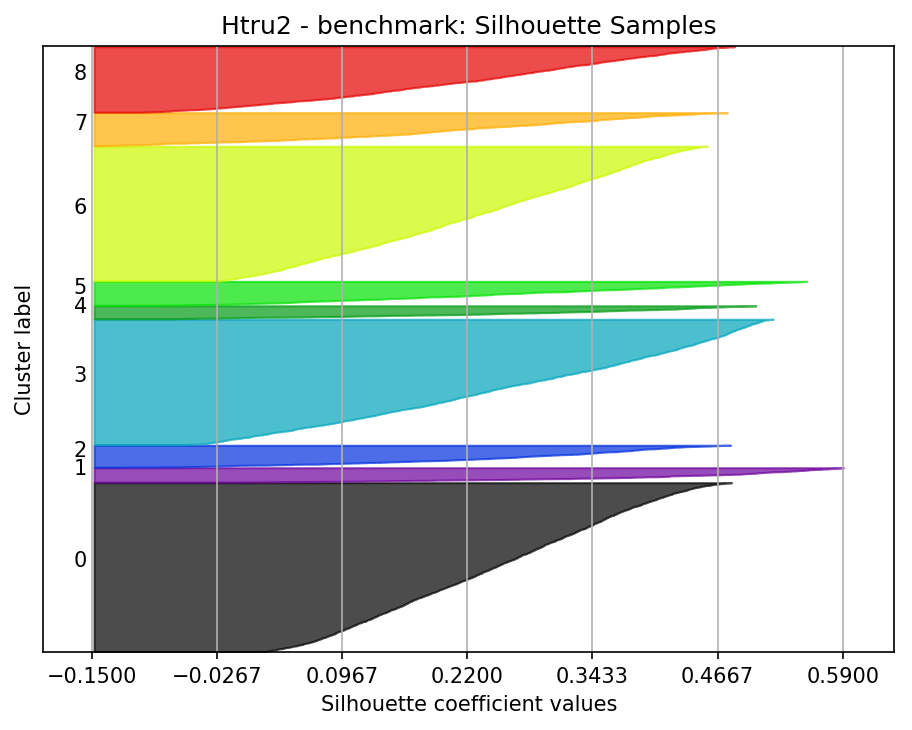 Htru2 - benchmark: Silhouette Samples
8
7
6
5
4
3
2
1
0
Cluster label
−0.1500 −0.0267 0.0967 0.2200 0.3433 0.4667 0.5900
Silhouette coefficient values